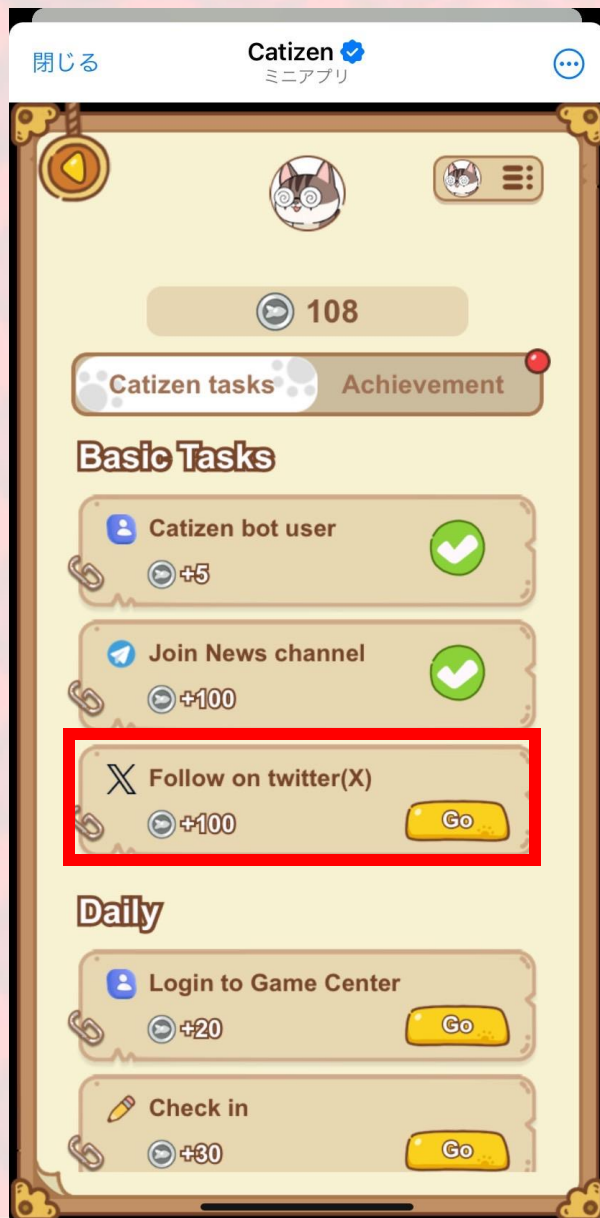 閉じる
Catizen
ミニアプリ
108
Catizen tasks
Achievement
Basic Tasks
Catizen bot user
+5
Join News channel
+100
Follow on twitter(X)
+100
Go
Daily
Login to Game Center
+20
Go
Check in
+30
Go